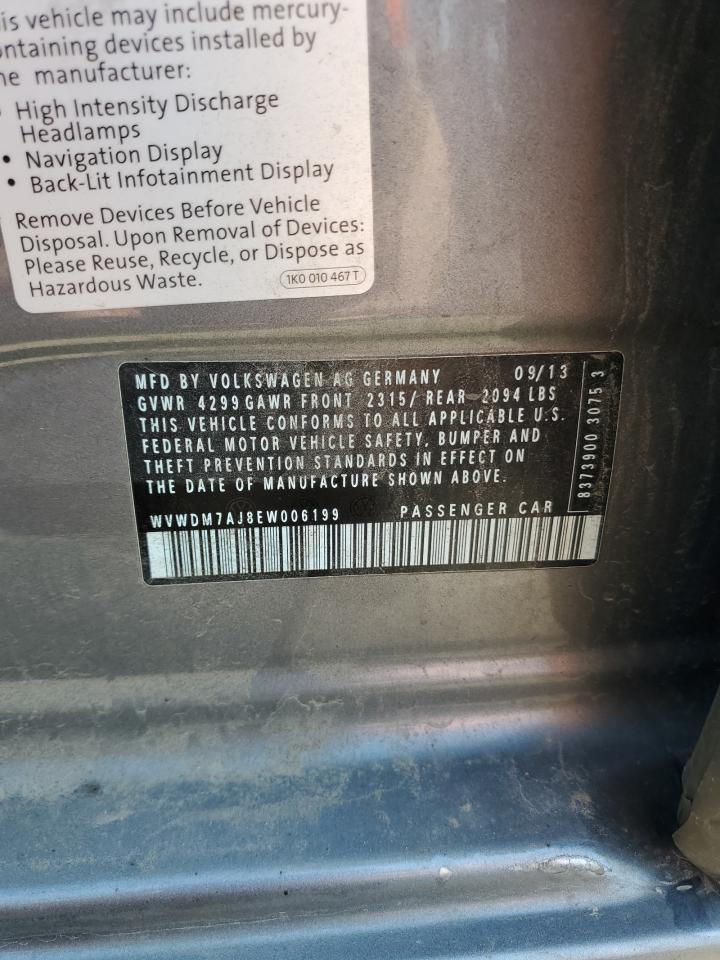 is vehicle may include mercury-
ontaining devices installed by
manufacturer:
• High Intensity Discharge
Headlamps
• Navigation Display
• Back-Lit Infotainment Display
Remove Devices Before Vehicle
Disposal. Upon Removal of Devices:
Please Reuse, Recycle, or Dispose as
Hazardous Waste.
1K0 010 467 T
MFD BY VOLKSWAGEN AG GERMANY 09/13
GVWR 4299 GAWR FRONT 2315/ REAR 2094 LBS
THIS VEHICLE CONFORMS TO ALL APPLICABLE U.S.
FEDERAL MOTOR VEHICLE SAFETY, BUMPER AND
THEFT PREVENTION STANDARDS IN EFFECT ON
THE DATE OF MANUFACTURE SHOWN ABOVE.
WVWDM7AJ8EW006199 PASSENGER CAR
8373900 3075 3